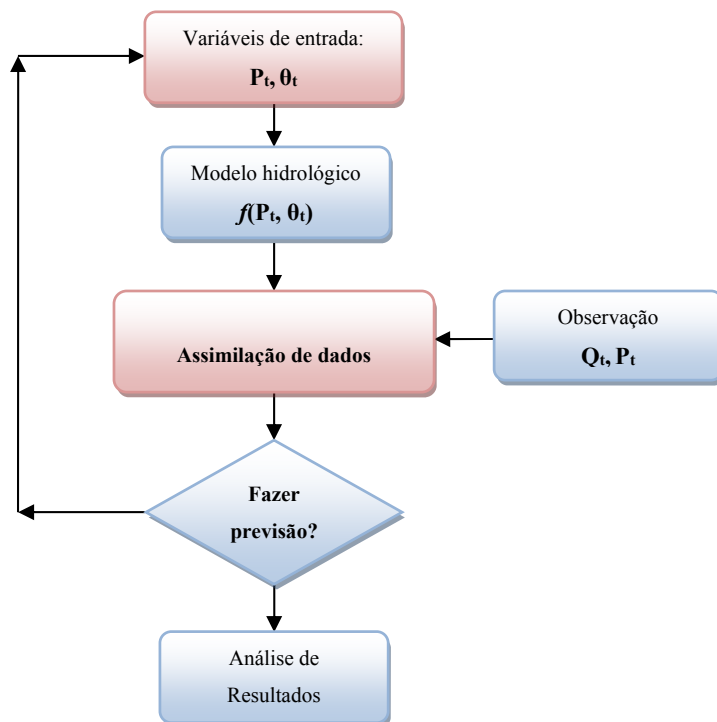 Variáveis de entrada:
Pₜ, θₜ
Modelo hidrológico
f(Pₜ, θₜ)
Assimilação de dados
Observação
Qₜ, Pₜ
Fazer
previsão?
Análise de
Resultados